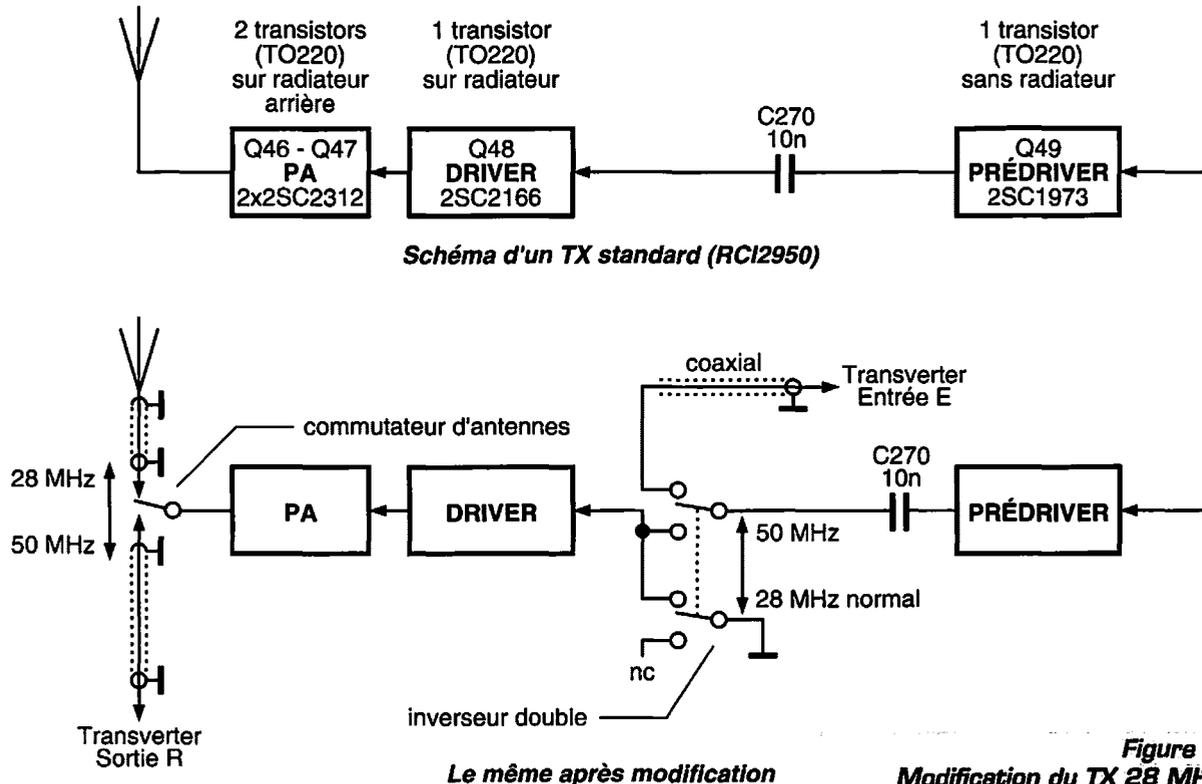 2 transistors
(TO220)
sur radiateur
arrière
1 transistor
(TO220)
sur radiateur
1 transistor
(TO220)
sans radiateur
C270
10n
Q46 - Q47
PA
2x2SC2312
Q48
DRIVER
2SC2166
Q49
PRÉDRIVER
2SC1973
Schéma d'un TX standard (RCI2950)
coaxial
Transverter
Entrée E
commutateur d'antennes
28 MHz
50 MHz
PA
DRIVER
C270
10n
PRÉDRIVER
50 MHz
28 MHz normal
nc
inverseur double
Transverter
Sortie R
Le même après modification
Figure
Modification du TX 28 MH